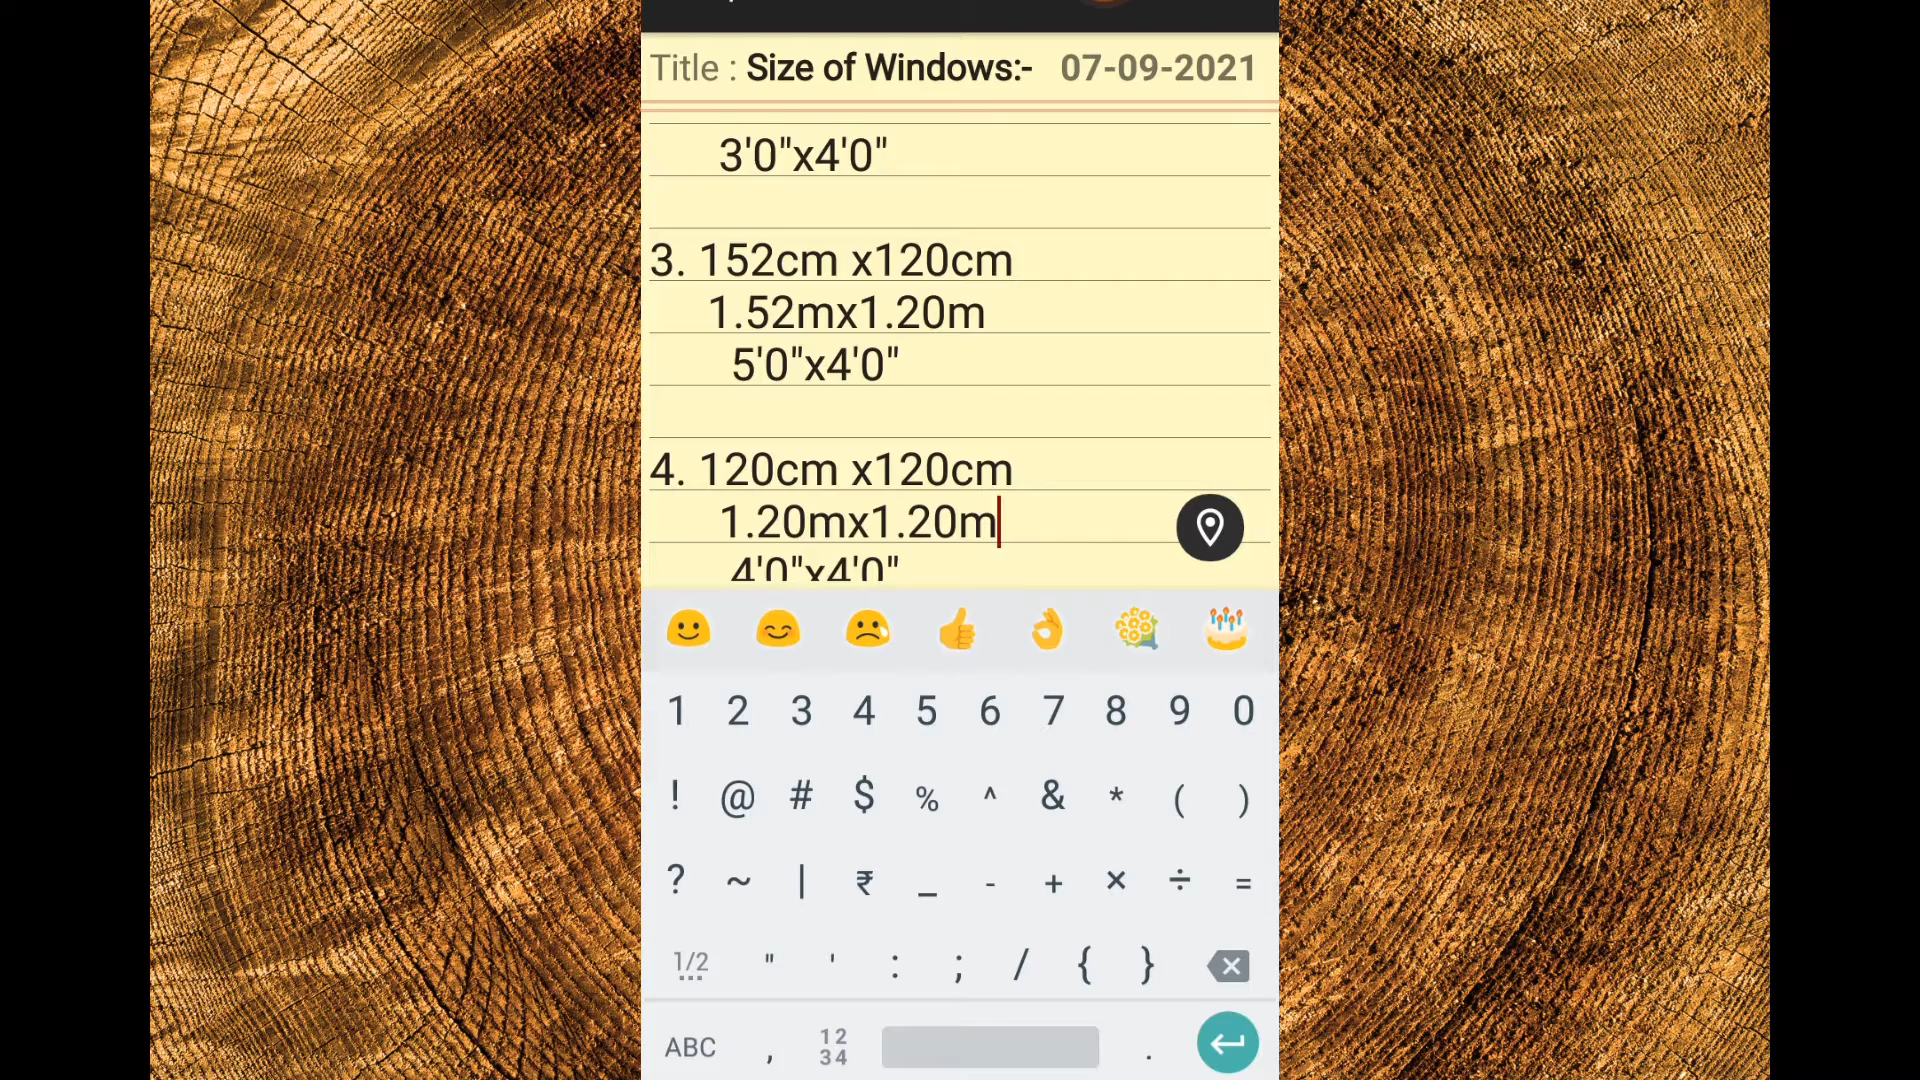 Title : Size of Windows:- 07-09-2021
3'0"x4'0"
3. 152cm x120cm
1.52mx1.20m
5'0"x4'0"
4. 120cm x120cm
1.20mx1.20m
4'0"x4'0"
1 2 3 4 5 6 7 8 9 0
! @ # $ % ^ & * ( )
? ~ | ₹ _ - + × ÷ =
1/2 " ' : ; / { }
ABC , 12 34 .